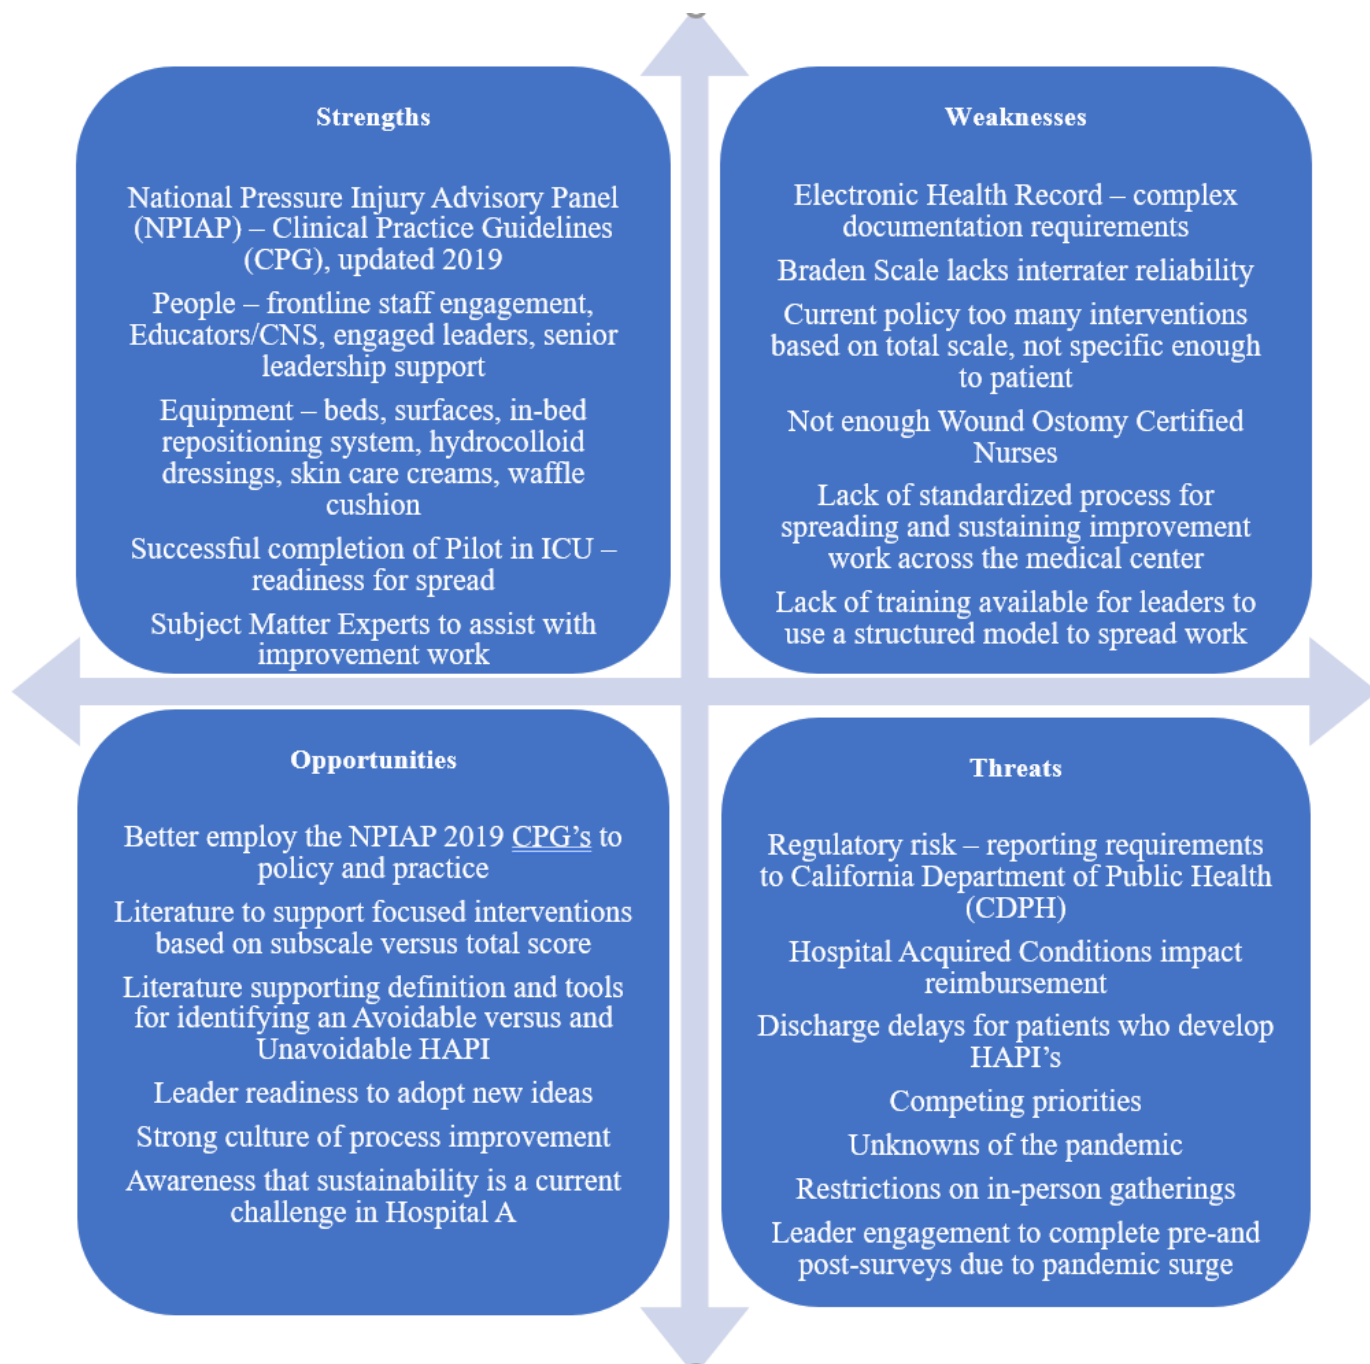 Strengths
National Pressure Injury Advisory Panel
(NPIAP) – Clinical Practice Guidelines
(CPG), updated 2019
People – frontline staff engagement,
Educators/CNS, engaged leaders, senior
leadership support
Equipment – beds, surfaces, in-bed
repositioning system, hydrocolloid
dressings, skin care creams, waffle
cushion
Successful completion of Pilot in ICU –
readiness for spread
Subject Matter Experts to assist with
improvement work
Weaknesses
Electronic Health Record – complex
documentation requirements
Braden Scale lacks interrater reliability
Current policy too many interventions
based on total scale, not specific enough
to patient
Not enough Wound Ostomy Certified
Nurses
Lack of standardized process for
spreading and sustaining improvement
work across the medical center
Lack of training available for leaders to
use a structured model to spread work
Opportunities
Better employ the NPIAP 2019 CPG's to
policy and practice
Literature to support focused interventions
based on subscale versus total score
Literature supporting definition and tools
for identifying an Avoidable versus and
Unavoidable HAPI
Leader readiness to adopt new ideas
Strong culture of process improvement
Awareness that sustainability is a current
challenge in Hospital A
Threats
Regulatory risk – reporting requirements
to California Department of Public Health
(CDPH)
Hospital Acquired Conditions impact
reimbursement
Discharge delays for patients who develop
HAPI's
Competing priorities
Unknowns of the pandemic
Restrictions on in-person gatherings
Leader engagement to complete pre-and
post-surveys due to pandemic surge